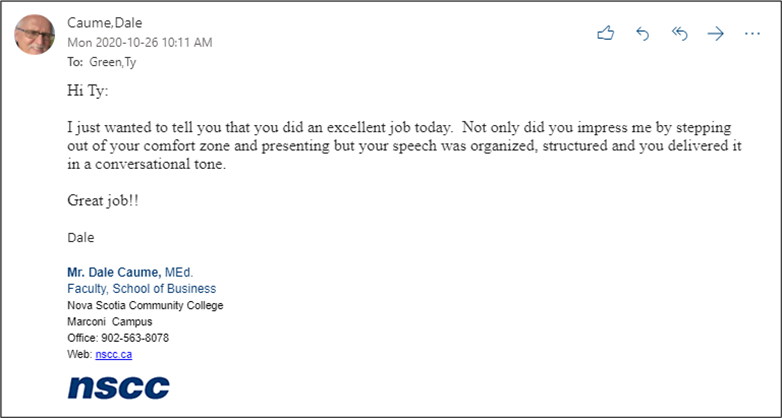 Caume,Dale
Mon 2020-10-26 10:11 AM
To: Green,Ty
Hi Ty:
I just wanted to tell you that you did an excellent job today.  Not only did you impress me by stepping
out of your comfort zone and presenting but your speech was organized, structured and you delivered it
in a conversational tone.
Great job!!
Dale
Mr. Dale Caume, MEd.
Faculty, School of Business
Nova Scotia Community College
Marconi  Campus
Office: 902-563-8078
Web: nscc.ca
nscc